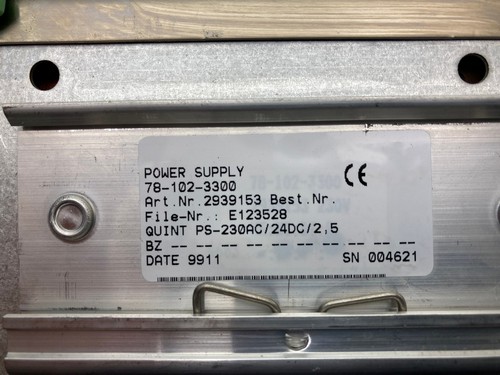 POWER SUPPLY
78-102-3300
Art.Nr.2939153 Best.Nr.
File-Nr.: E123528
QUINT PS-230AC/24DC/2,5
BZ -- -- -- -- -- -- -- -- -- -- -- --
DATE 9911 SN 004621
CE